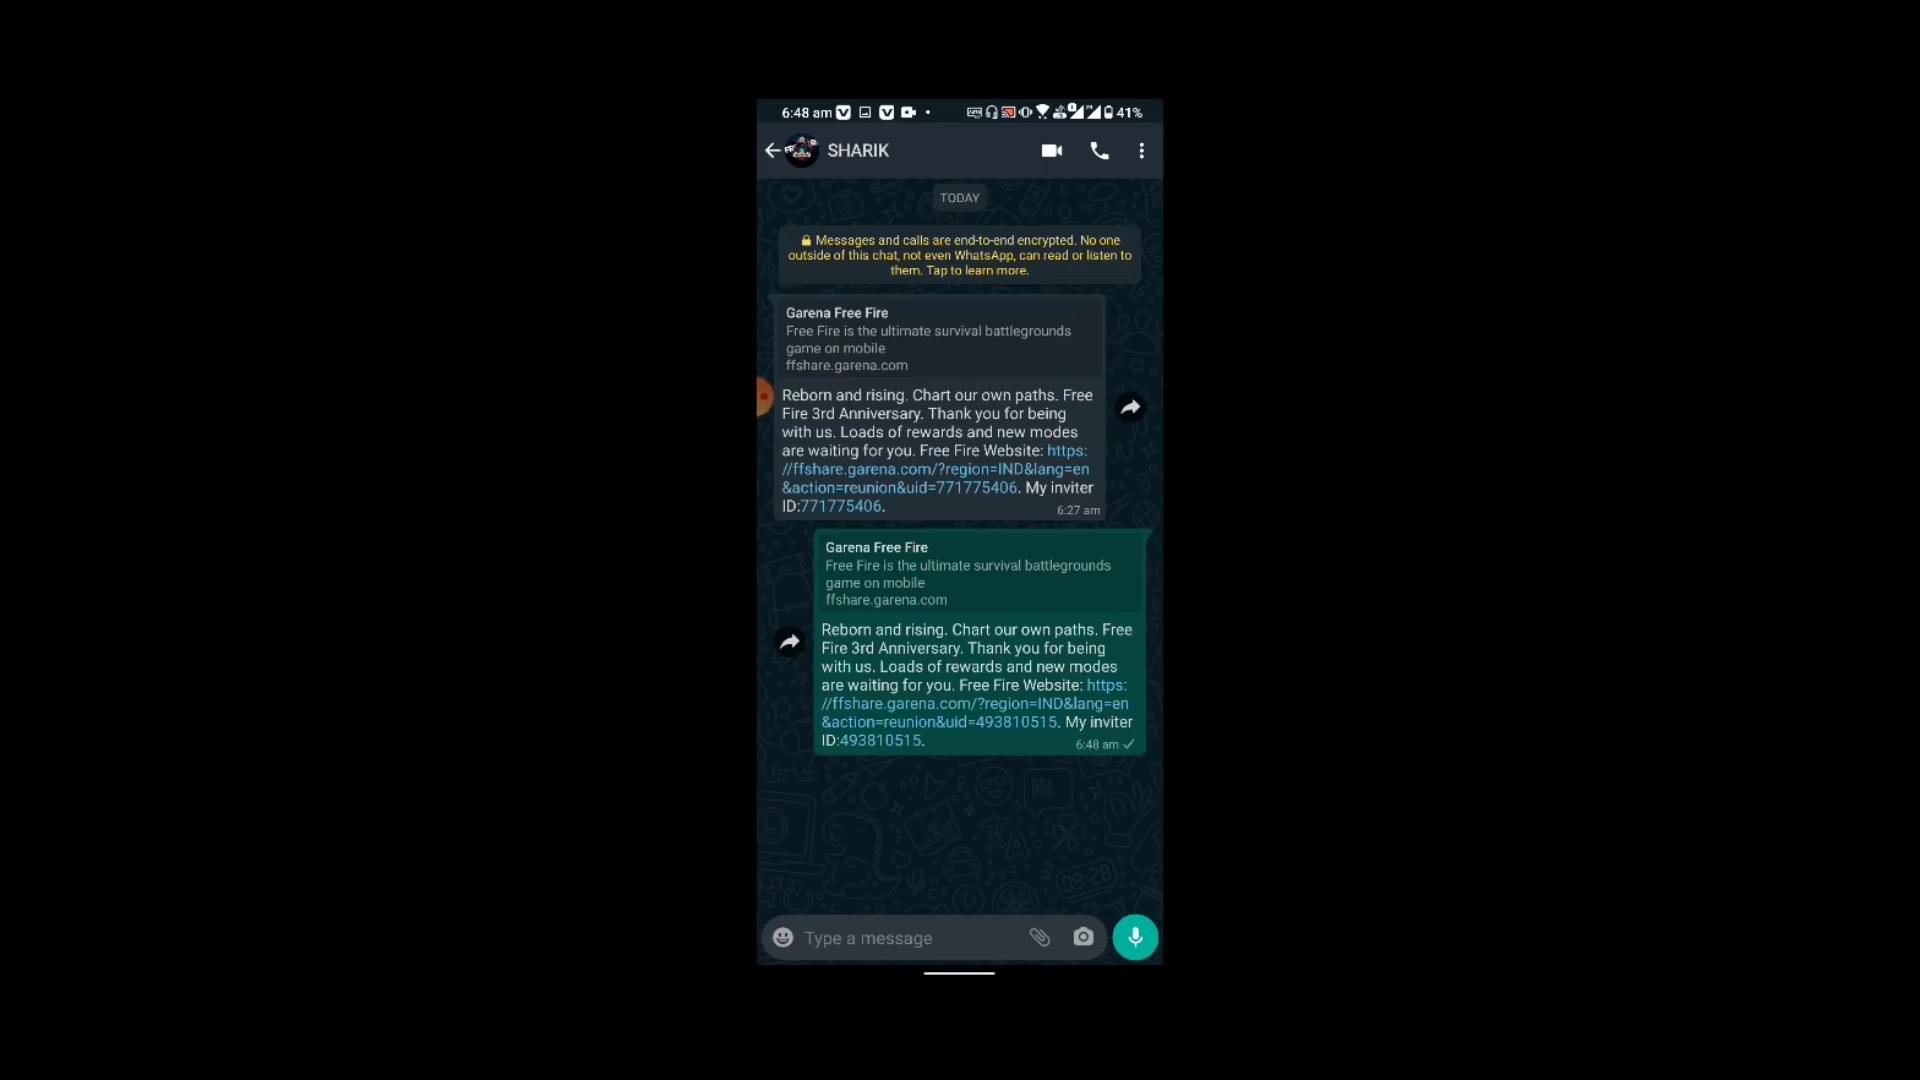 6:48 am
41%
SHARIK
TODAY
Messages and calls are end-to-end encrypted. No one
outside of this chat, not even WhatsApp, can read or listen to
them. Tap to learn more.
Garena Free Fire
Free Fire is the ultimate survival battlegrounds
game on mobile
ffshare.garena.com
Reborn and rising. Chart our own paths. Free
Fire 3rd Anniversary. Thank you for being
with us. Loads of rewards and new modes
are waiting for you. Free Fire Website: https:
//ffshare.garena.com/?region=IND&lang=en
&action=reunion&uid=771775406. My inviter
ID:771775406.
6:27 am
Garena Free Fire
Free Fire is the ultimate survival battlegrounds
game on mobile
ffshare.garena.com
Reborn and rising. Chart our own paths. Free
Fire 3rd Anniversary. Thank you for being
with us. Loads of rewards and new modes
are waiting for you. Free Fire Website: https:
//ffshare.garena.com/?region=IND&lang=en
&action=reunion&uid=493810515. My inviter
ID:493810515.
6:48 am
Type a message